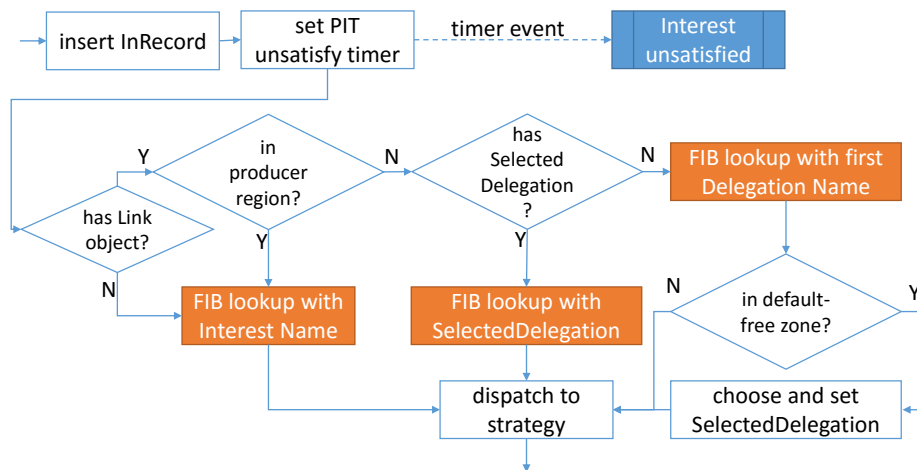 insert InRecord
set PIT
unsatisfy timer
timer event
Interest
unsatisfied
has Link
object?
Y
N
in
producer
region?
N
Y
has
Selected
Delegation
?
N
Y
FIB lookup with first
Delegation Name
FIB lookup with
Interest Name
FIB lookup with
SelectedDelegation
in default-
free zone?
N
Y
dispatch to
strategy
choose and set
SelectedDelegation